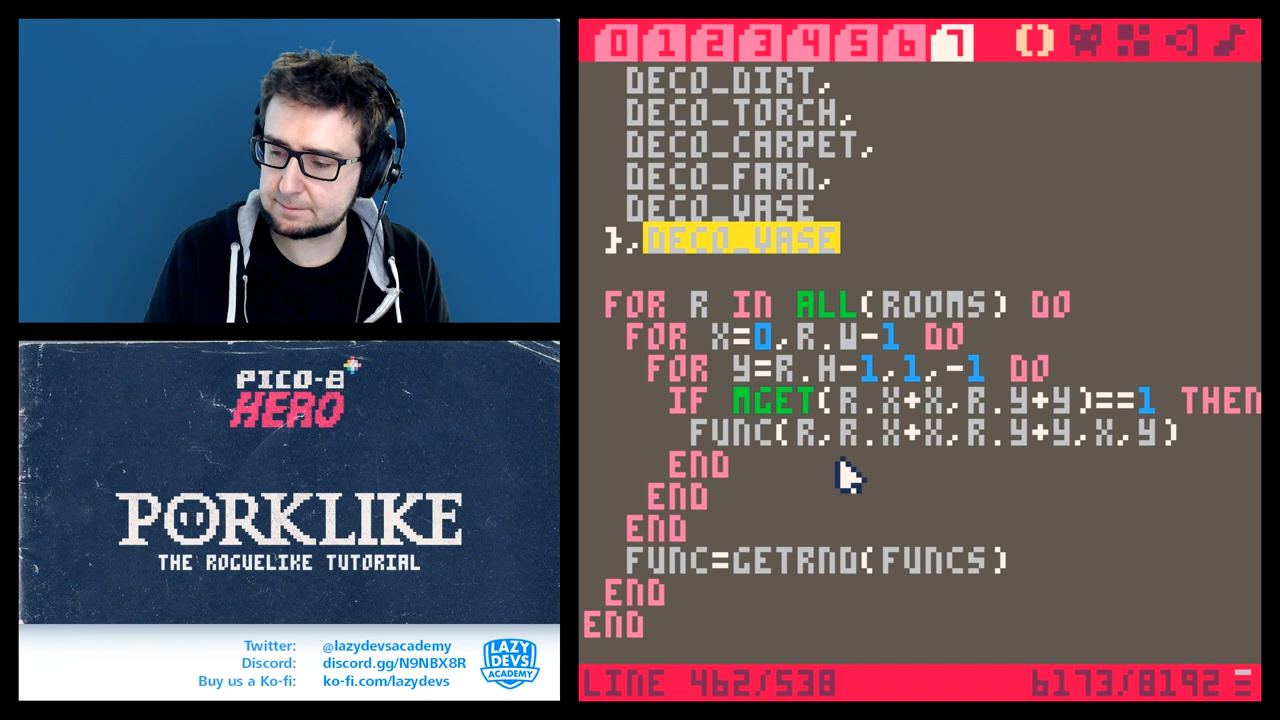 PICO-8
HERO
PORKLIKE
THE ROGUELIKE TUTORIAL
Twitter: @lazydevsacademy
Discord: discord.gg/N9NBX8R
Buy us a Ko-fi: ko-fi.com/lazydevs
LAZY
DEVS
ACADEMY
0 1 2 3 4 5 6 7 ()
DECO_DIRT,
DECO_TORCH,
DECO_CARPET,
DECO_FARN,
DECO_VASE
},DECO_VASE
FOR R IN ALL(ROOMS) DO
FOR X=0,R.W-1 DO
FOR Y=R.H-1,1,-1 DO
IF MGET(R.X+X,R.Y+Y)==1 THEN
FUNC(R,R.X+X,R.Y+Y,X,Y)
END
END
END
FUNC=GETRND(FUNCS)
END
END
LINE 462/538 6173/8192